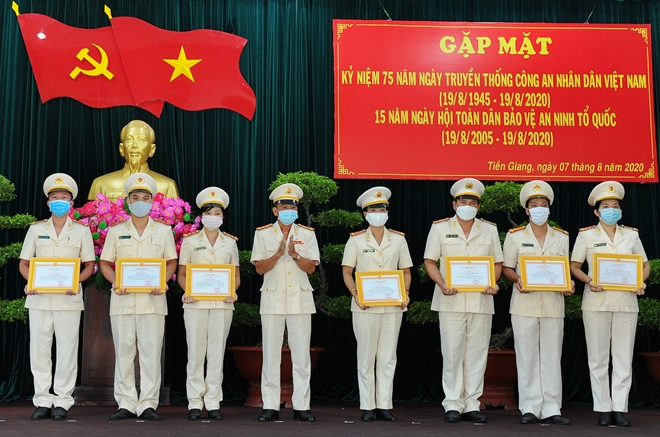 GẶP MẶT
KỶ NIỆM 75 NĂM NGÀY TRUYỀN THỐNG CÔNG AN NHÂN DÂN VIỆT NAM
(19/8/1945 - 19/8/2020)
15 NĂM NGÀY HỘI TOÀN DÂN BẢO VỆ AN NINH TỔ QUỐC
(19/8/2005 - 19/8/2020)
Tiền Giang, ngày 07 tháng 8 năm 2020